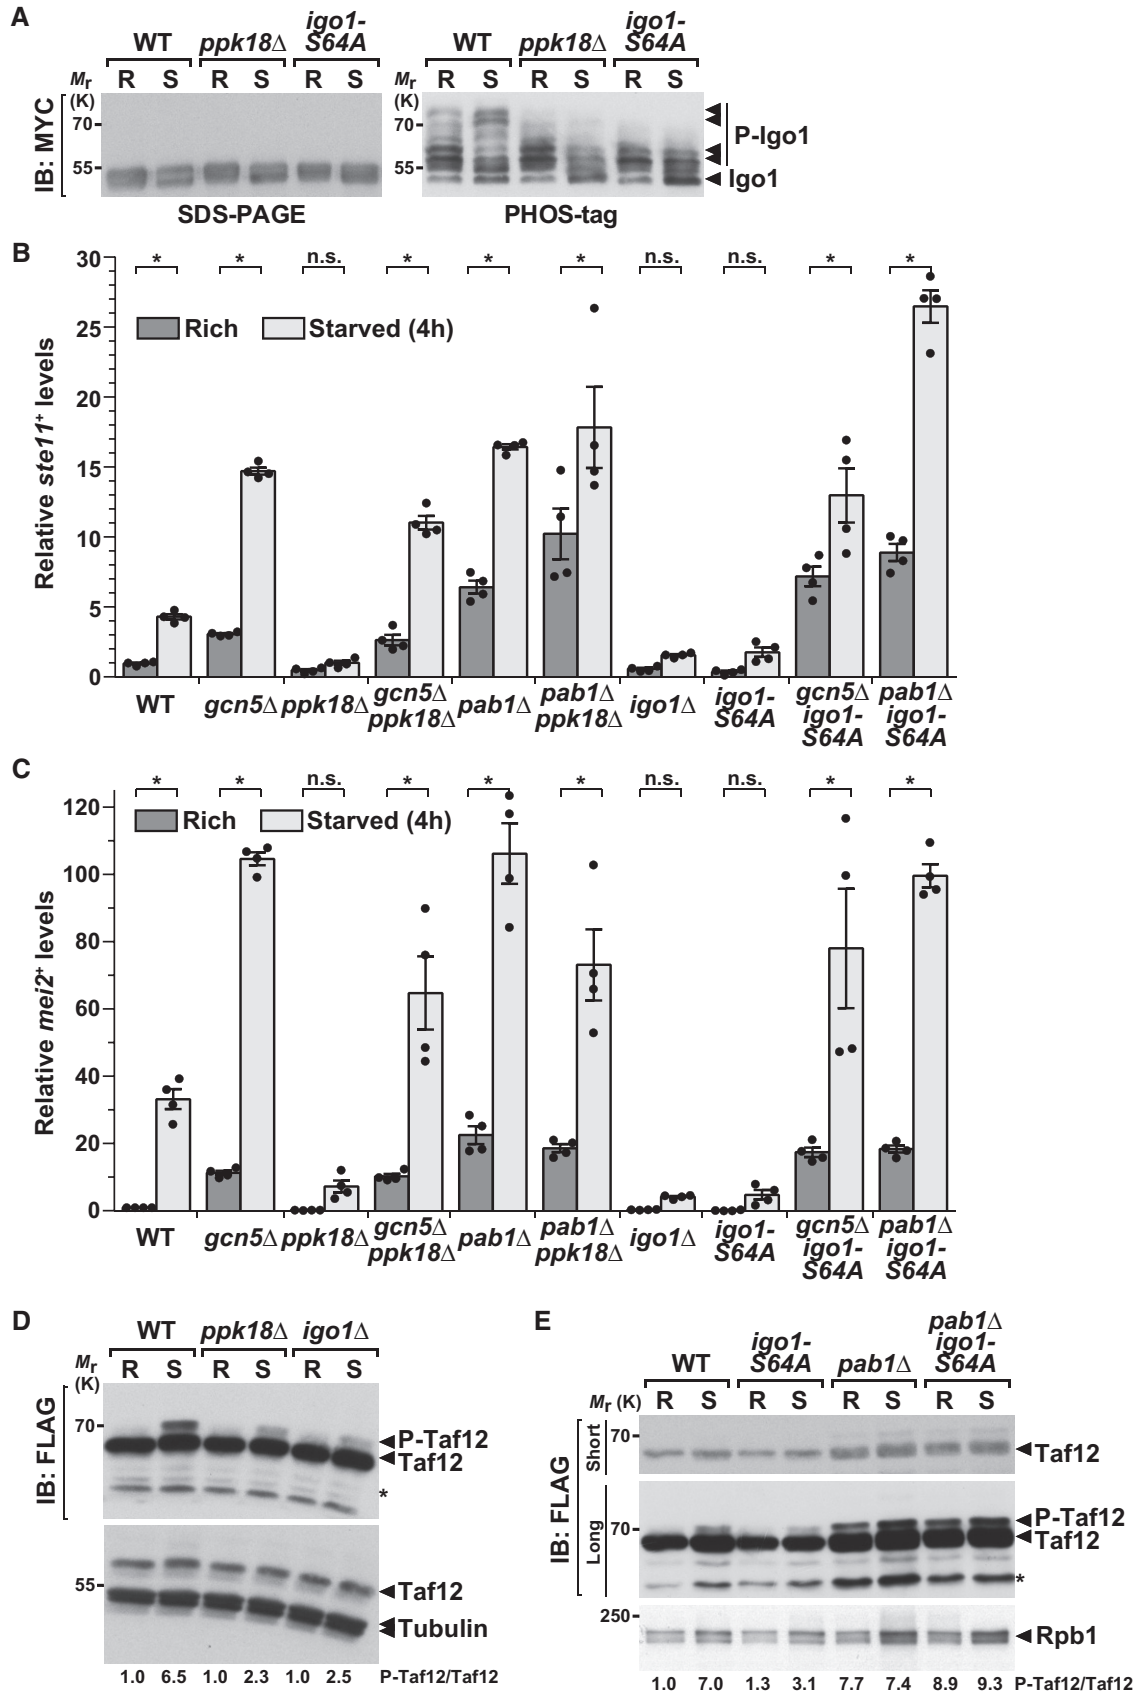 A
WT ppk18Δ igo1-S64A WT ppk18Δ igo1-S64A
Mr (K) R S R S R S Mr (K) R S R S R S
IB: MYC
70
55
70
55
P-Igo1
Igo1
SDS-PAGE PHOS-tag
B
* * n.s. * * * n.s. n.s. * *
Relative ste11+ levels
30
25
20
15
10
5
0
Rich Starved (4h)
WT gcn5Δ ppk18Δ gcn5Δ ppk18Δ pab1Δ pab1Δ ppk18Δ igo1Δ igo1-S64A gcn5Δ igo1-S64A pab1Δ igo1-S64A
C
* * n.s. * * * n.s. n.s. * *
Relative mei2+ levels
120
100
80
60
40
20
0
Rich Starved (4h)
WT gcn5Δ ppk18Δ gcn5Δ ppk18Δ pab1Δ pab1Δ ppk18Δ igo1Δ igo1-S64A gcn5Δ igo1-S64A pab1Δ igo1-S64A
D
WT ppk18Δ igo1Δ
Mr (K) R S R S R S
IB: FLAG
70
P-Taf12
Taf12
*
55
Taf12
Tubulin
1.0 6.5 1.0 2.3 1.0 2.5 P-Taf12/Taf12
E
WT igo1-S64A pab1Δ pab1Δ igo1-S64A
Mr (K) R S R S R S R S
IB: FLAG
Short
70
Taf12
Long
70
P-Taf12
Taf12
*
250
Rpb1
1.0 7.0 1.3 3.1 7.7 7.4 8.9 9.3 P-Taf12/Taf12